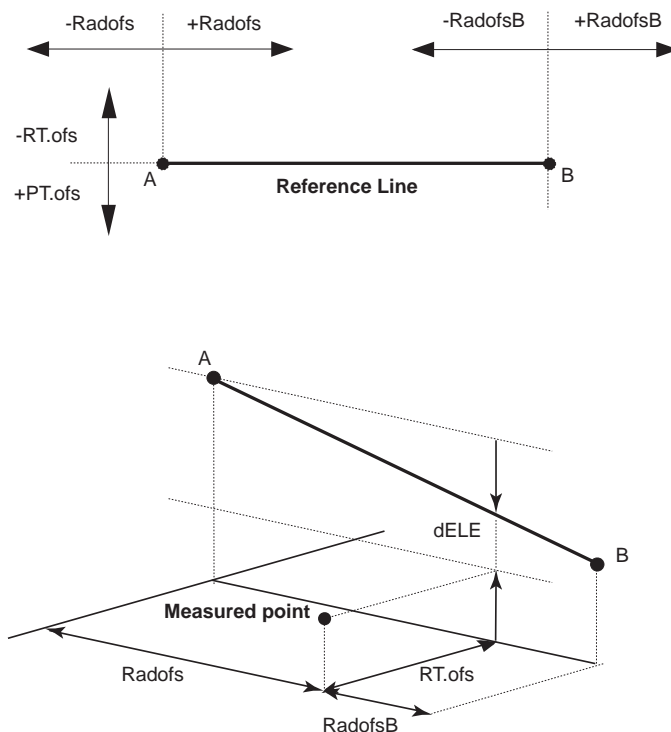 -Radofs
+Radofs
-RadofsB
+RadofsB
-RT.ofs
+PT.ofs
A
B
Reference Line
A
dELE
B
Measured point
Radofs
RT.ofs
RadofsB